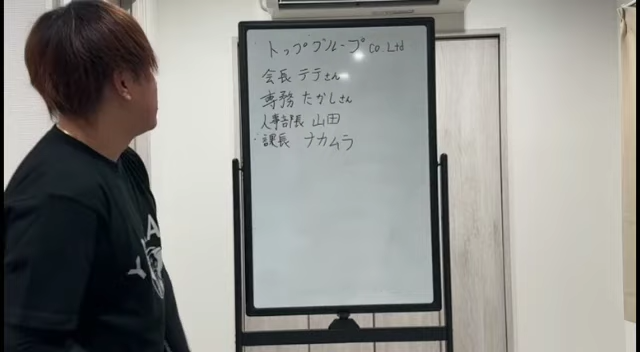 トップグループ co.Ltd
会長 テテさん
専務 たかしさん
人事部長 山田
課長 ナカムラ